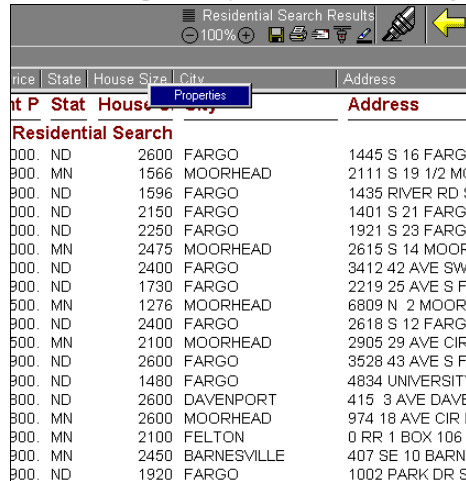 Residential Search Results
100%
rice State House Size City Address
Properties
nt P Stat House Address
Residential Search
000. ND 2600 FARGO 1445 S 16 FARG
900. MN 1566 MOORHEAD 2111 S 19 1/2 MO
900. ND 1596 FARGO 1435 RIVER RD S
000. ND 2150 FARGO 1401 S 21 FARG
000. ND 2250 FARGO 1921 S 23 FARG
000. MN 2475 MOORHEAD 2615 S 14 MOOR
000. ND 2400 FARGO 3412 42 AVE SW
900. ND 1730 FARGO 2219 25 AVE S F
500. MN 1276 MOORHEAD 6809 N 2 MOOR
900. ND 2400 FARGO 2618 S 12 FARG
500. MN 2100 MOORHEAD 2905 29 AVE CIR
900. ND 2600 FARGO 3528 43 AVE S F
900. ND 1480 FARGO 4834 UNIVERSIT
800. ND 2600 DAVENPORT 415 3 AVE DAVE
800. MN 2600 MOORHEAD 974 18 AVE CIR
900. MN 2100 FELTON 0 RR 1 BOX 106
900. MN 2450 BARNESVILLE 407 SE 10 BARN
900. ND 1920 FARGO 1002 PARK DR S